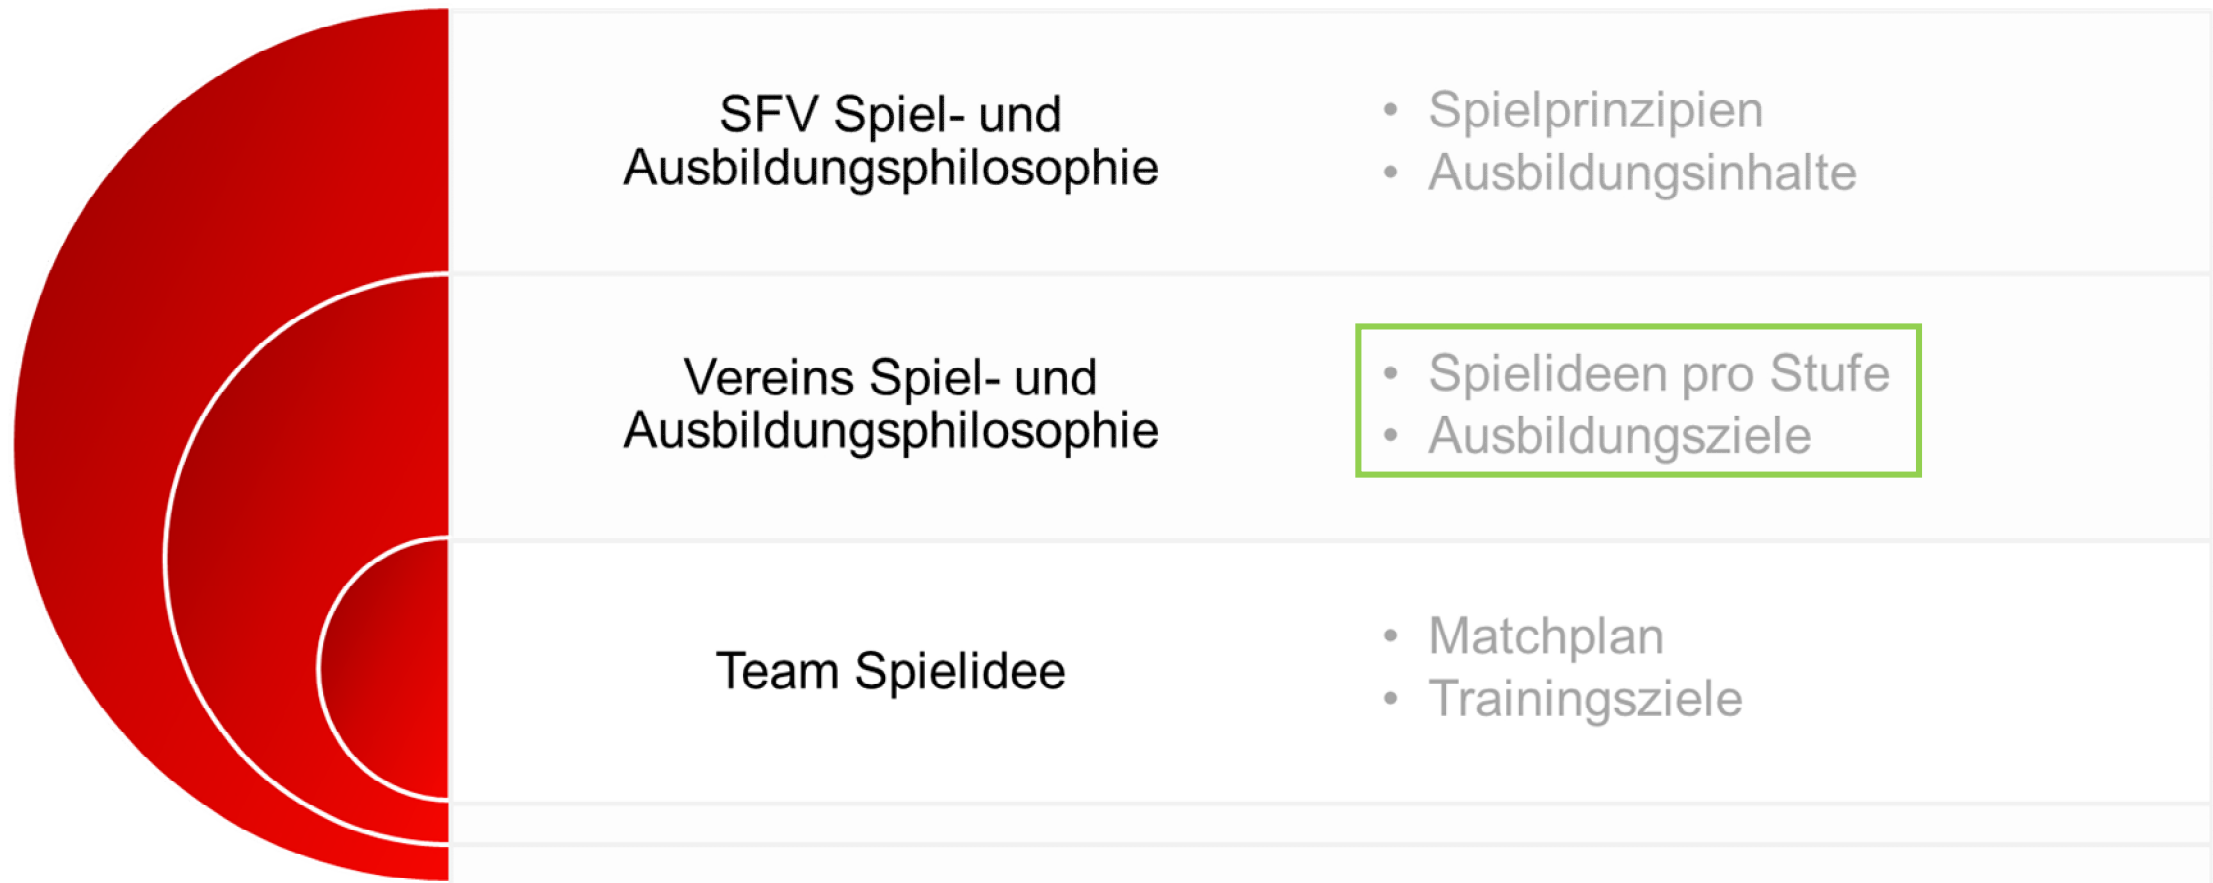 SFV Spiel- und
Ausbildungsphilosophie
• Spielprinzipien
• Ausbildungsinhalte
Vereins Spiel- und
Ausbildungsphilosophie
• Spielideen pro Stufe
• Ausbildungsziele
Team Spielidee
• Matchplan
• Trainingsziele